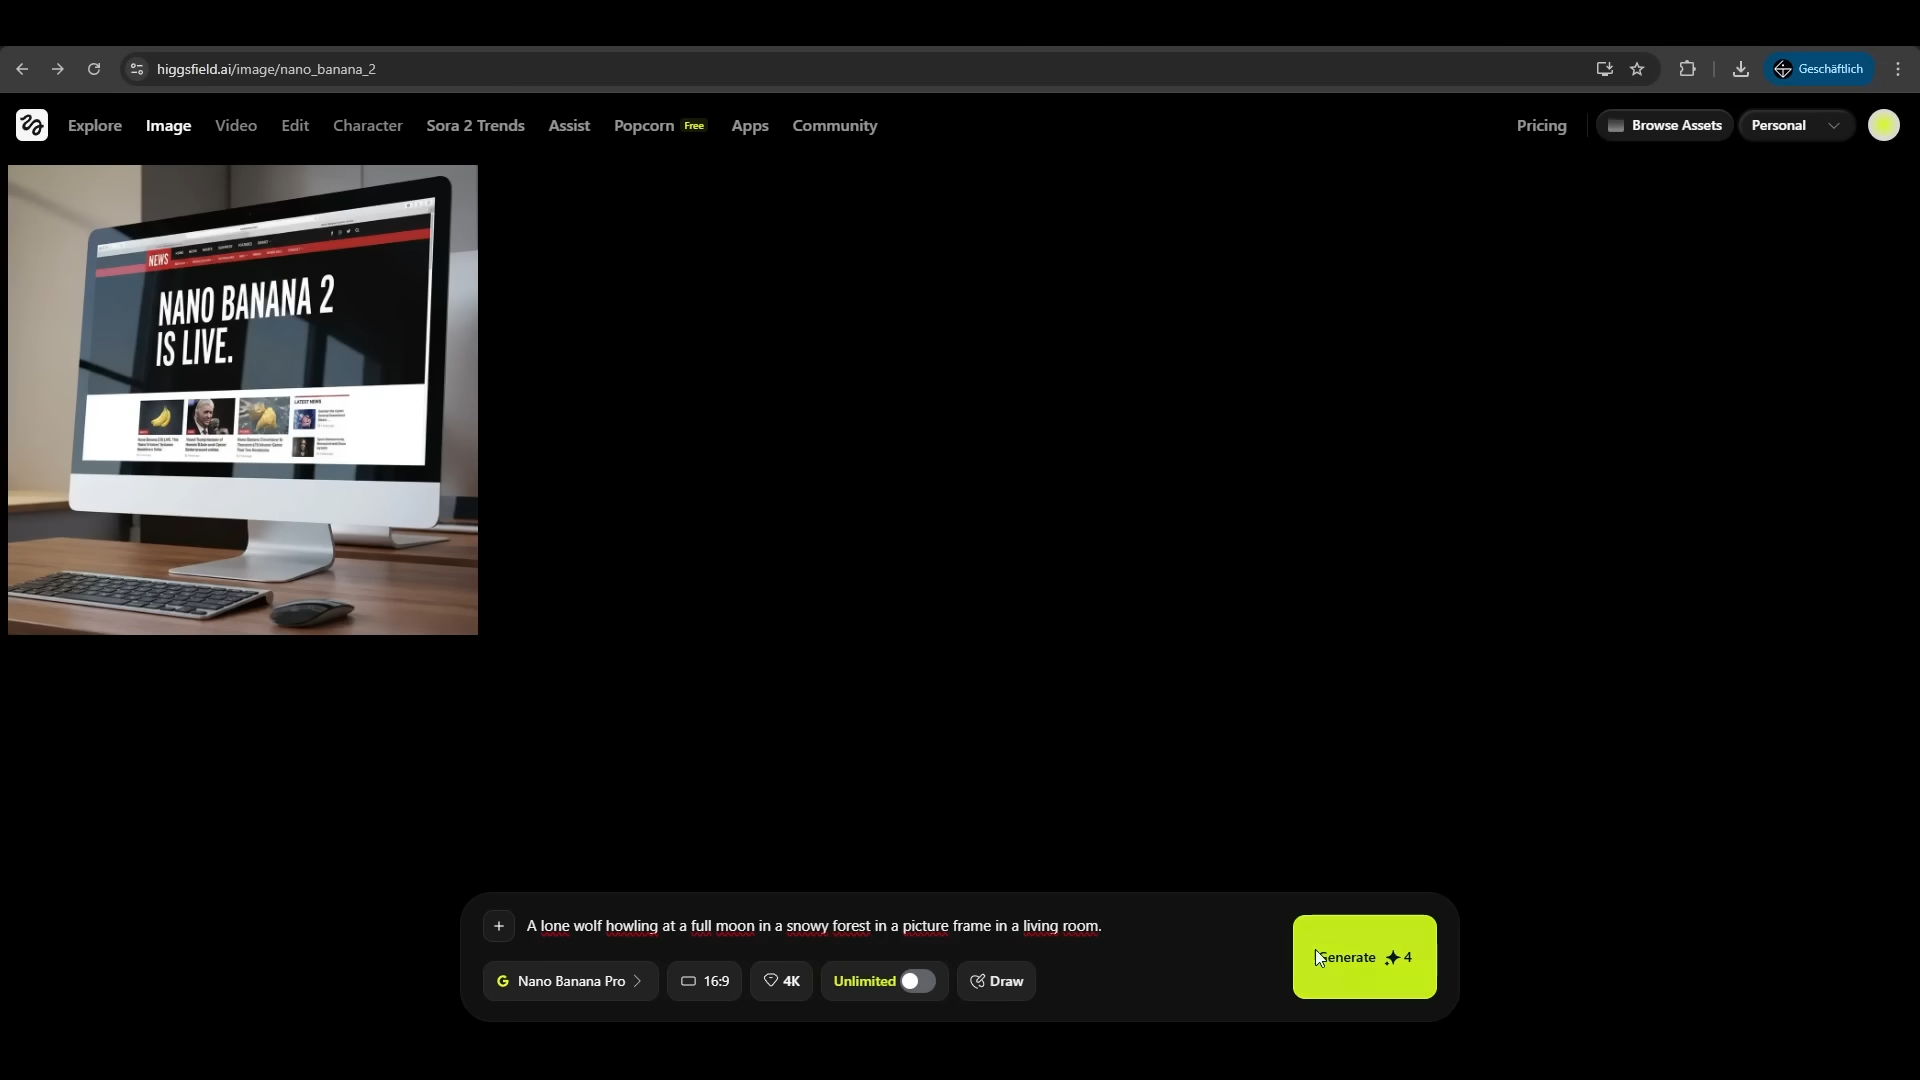 higgsfield.ai/image/nano_banana_2
Geschäftlich
Explore
Image
Video
Edit
Character
Sora 2 Trends
Assist
Popcorn Free
Apps
Community
Pricing
Browse Assets
Personal
NEWS
NANO BANANA 2
IS LIVE.
LATEST NEWS
A lone wolf howling at a full moon in a snowy forest in a picture frame in a living room.
Nano Banana Pro
16:9
4K
Unlimited
Draw
Generate 4